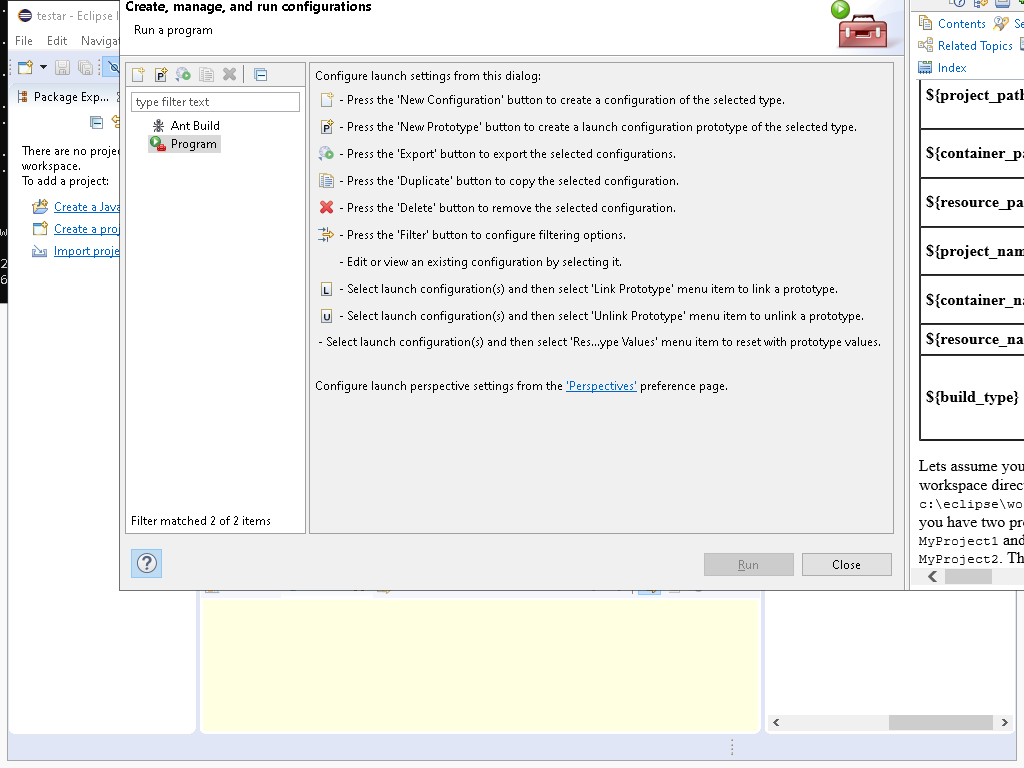 testar - Eclipse I
File Edit Navigat
Package Exp...
There are no proje
workspace.
To add a project:
Create a Java
Create a proj
Import proje
Create, manage, and run configurations
Run a program
type filter text
Ant Build
Program
Filter matched 2 of 2 items
Configure launch settings from this dialog:
- Press the 'New Configuration' button to create a configuration of the selected type.
- Press the 'New Prototype' button to create a launch configuration prototype of the selected type.
- Press the 'Export' button to export the selected configurations.
- Press the 'Duplicate' button to copy the selected configuration.
- Press the 'Delete' button to remove the selected configuration.
- Press the 'Filter' button to configure filtering options.
- Edit or view an existing configuration by selecting it.
L - Select launch configuration(s) and then select 'Link Prototype' menu item to link a prototype.
U - Select launch configuration(s) and then select 'Unlink Prototype' menu item to unlink a prototype.
- Select launch configuration(s) and then select 'Res...ype Values' menu item to reset with prototype values.
Configure launch perspective settings from the 'Perspectives' preference page.
Run Close
Contents Se
Related Topics
Index
${project_path
${container_pa
${resource_pa
${project_nam
${container_na
${resource_na
${build_type}
Lets assume you
workspace direc
c:\eclipse\wo
you have two pro
MyProject1 and
MyProject2. Th